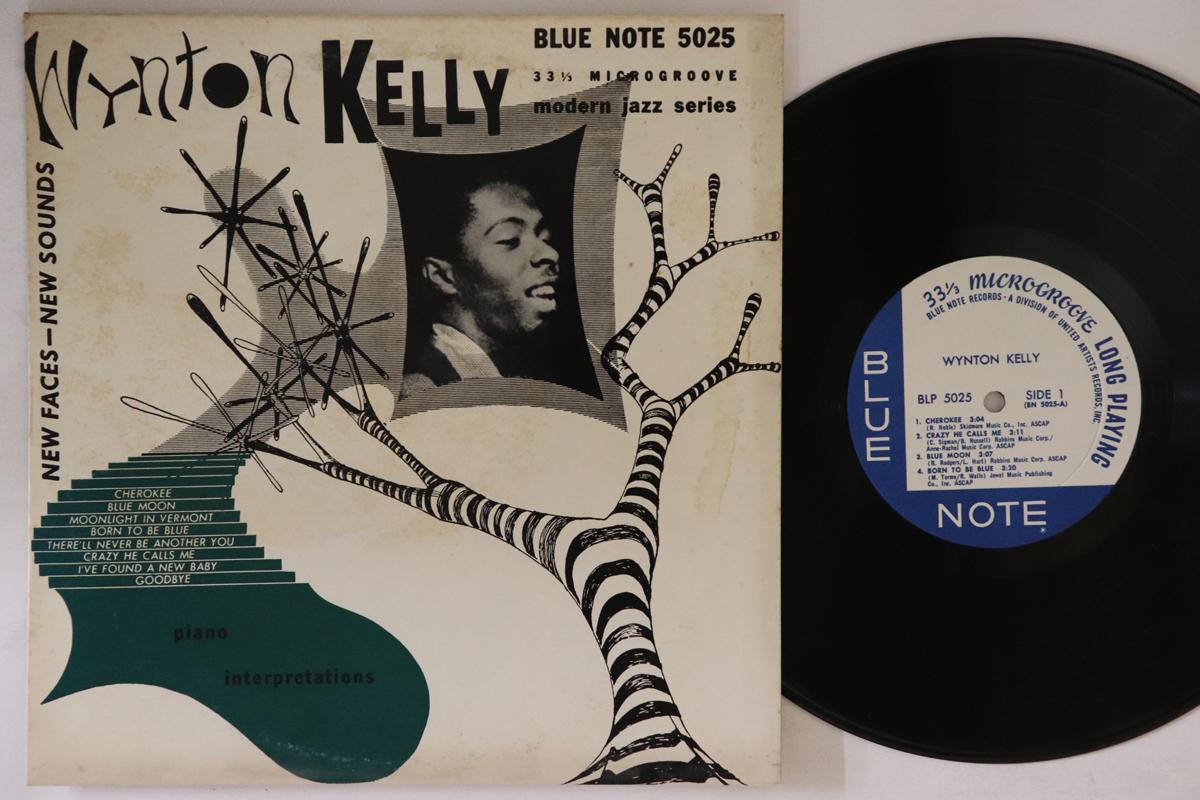 Wynton KELLY
BLUE NOTE 5025
33⅓ MICROGROOVE
modern jazz series
NEW FACES—NEW SOUNDS
CHEROKEE
BLUE MOON
MOONLIGHT IN VERMONT
BORN TO BE BLUE
THERE'LL NEVER BE ANOTHER YOU
CRAZY HE CALLS ME
I'VE FOUND A NEW BABY
GOODBYE
piano
interpretations
33⅓ MICROGROOVE LONG PLAYING
BLUE NOTE RECORDS • A DIVISION OF UNITED ARTISTS RECORDS, INC.
WYNTON KELLY
BLP 5025 SIDE 1
(BN 5025-A)
1. CHEROKEE 3:04
(R. Noble) Skidmore Music Co., Inc. ASCAP
2. CRAZY HE CALLS ME 3:11
(C. Sigman/B. Russell) Robbins Music Corp./
Anne-Rachel Music Corp. ASCAP
3. BLUE MOON 3:07
(R. Rodgers/L. Hart) Robbins Music Corp. ASCAP
4. BORN TO BE BLUE 3:20
(M. Torme/R. Wells) Jewel Music Publishing
Co., Inc. ASCAP
BLUE
NOTE